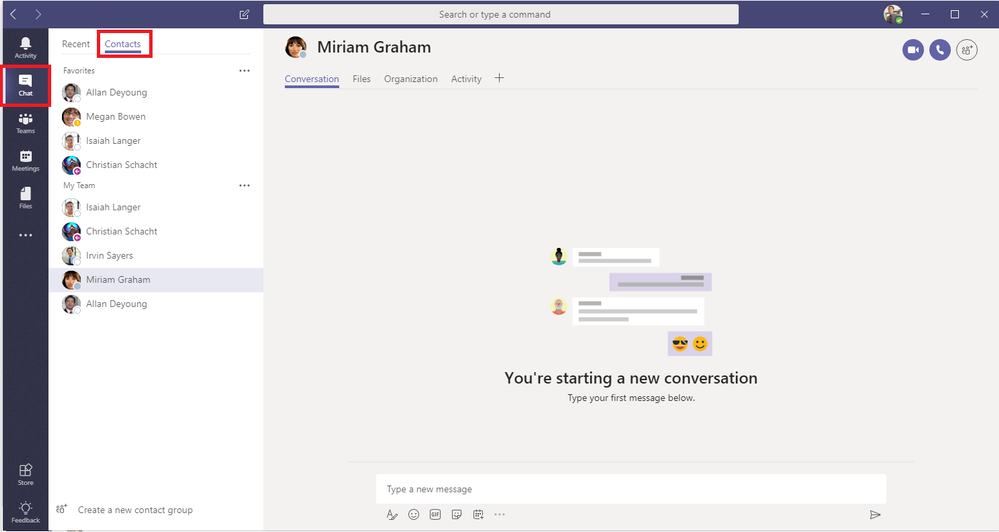 Search or type a command
Activity
Chat
Teams
Meetings
Files
Store
Feedback
Recent Contacts
Favorites
Allan Deyoung
Megan Bowen
Isaiah Langer
Christian Schacht
My Team
Isaiah Langer
Christian Schacht
Irvin Sayers
Miriam Graham
Allan Deyoung
Create a new contact group
Miriam Graham
Conversation Files Organization Activity
You're starting a new conversation
Type your first message below.
Type a new message
GIF